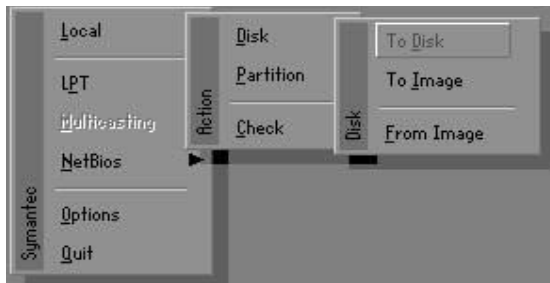 Local
LPT
Multicasting
NetBios
Options
Quit
Symantec
Disk
Partition
Check
Action
To Disk
To Image
From Image
Disk